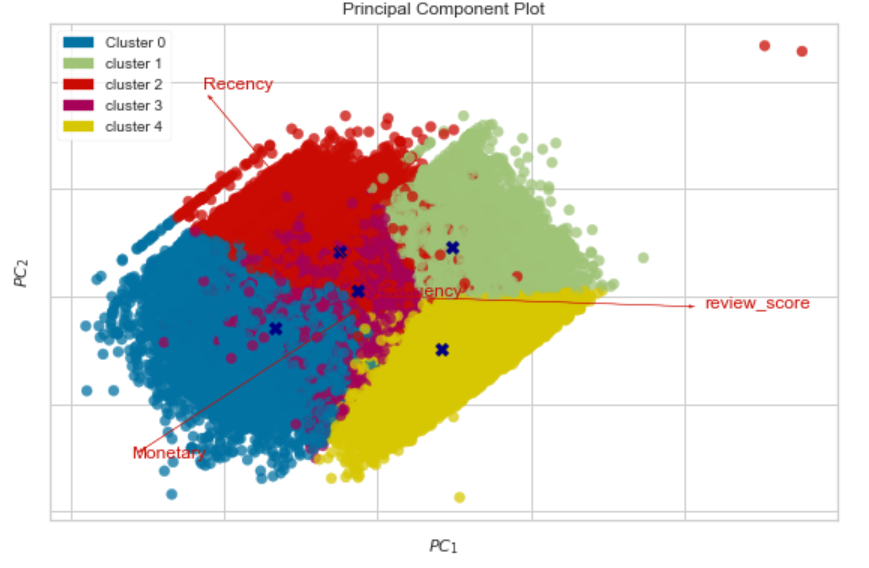 Principal Component Plot
Cluster 0
cluster 1
cluster 2
cluster 3
cluster 4
Recency
review_score
Monetary
PC2
PC1